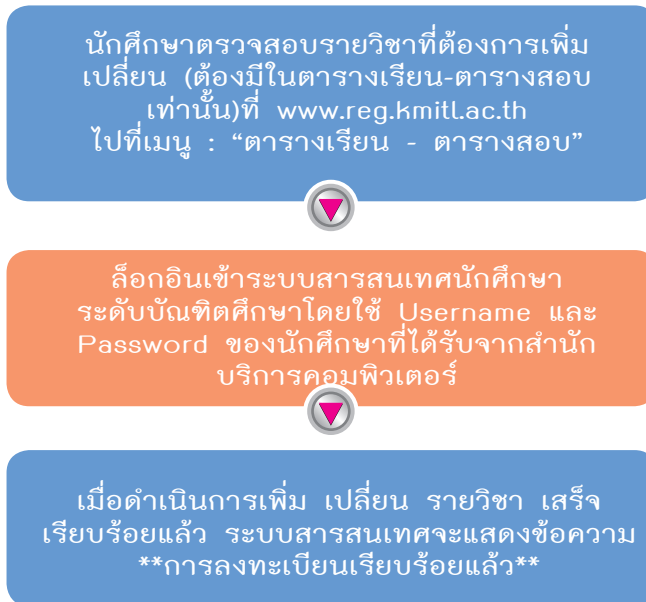 นักศึกษาตรวจสอบรายวิชาที่ต้องการเพิ่ม
เปลี่ยน (ต้องมีในตารางเรียน-ตารางสอบ
เท่านั้น)ที่ www.reg.kmitl.ac.th
ไปที่เมนู : “ตารางเรียน - ตารางสอบ”
ล็อกอินเข้าระบบสารสนเทศนักศึกษา
ระดับบัณฑิตศึกษาโดยใช้ Username และ
Password ของนักศึกษาที่ได้รับจากสำนัก
บริการคอมพิวเตอร์
เมื่อดำเนินการเพิ่ม เปลี่ยน รายวิชา เสร็จ
เรียบร้อยแล้ว ระบบสารสนเทศจะแสดงข้อความ
**การลงทะเบียนเรียบร้อยแล้ว**